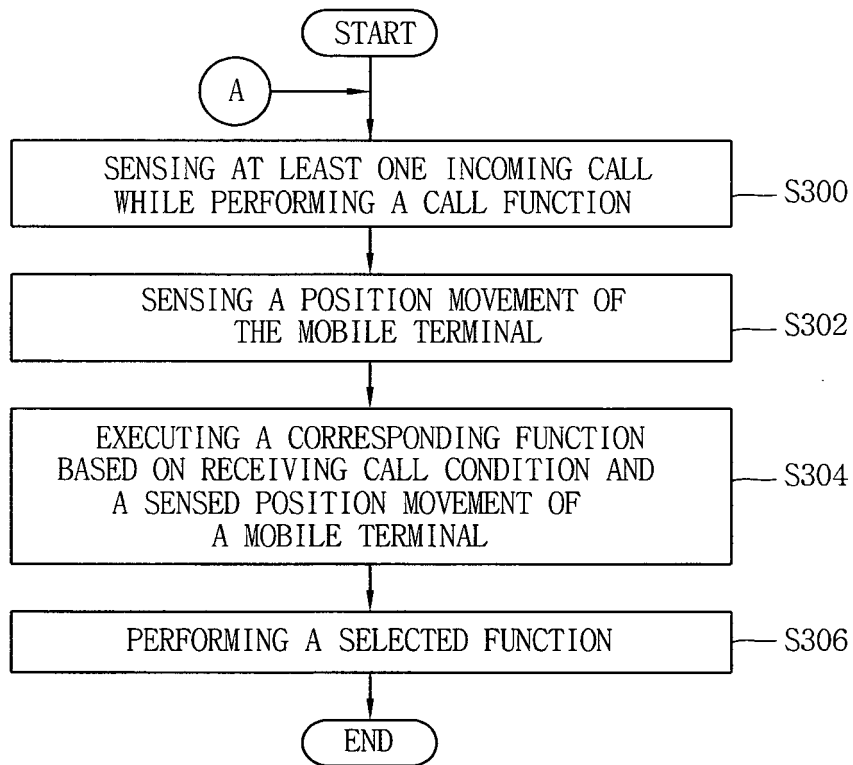 START
A
SENSING AT LEAST ONE INCOMING CALL
WHILE PERFORMING A CALL FUNCTION
S300
SENSING A POSITION MOVEMENT OF
THE MOBILE TERMINAL
S302
EXECUTING A CORRESPONDING FUNCTION
BASED ON RECEIVING CALL CONDITION AND
A SENSED POSITION MOVEMENT OF
A MOBILE TERMINAL
S304
PERFORMING A SELECTED FUNCTION
S306
END